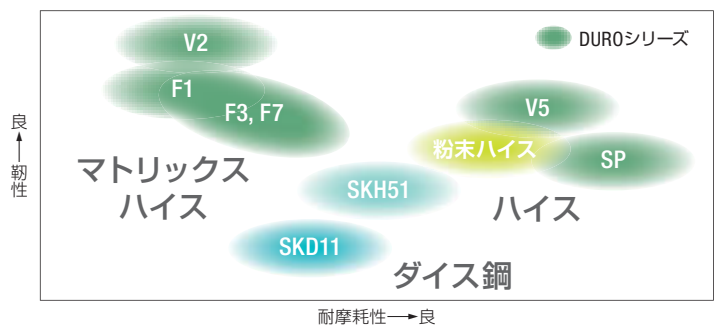 V2
DUROシリーズ
F1
F3, F7
V5
良
靭性
粉末ハイス
SP
マトリックス
ハイス
SKH51
ハイス
SKD11
ダイス鋼
耐摩耗性 良